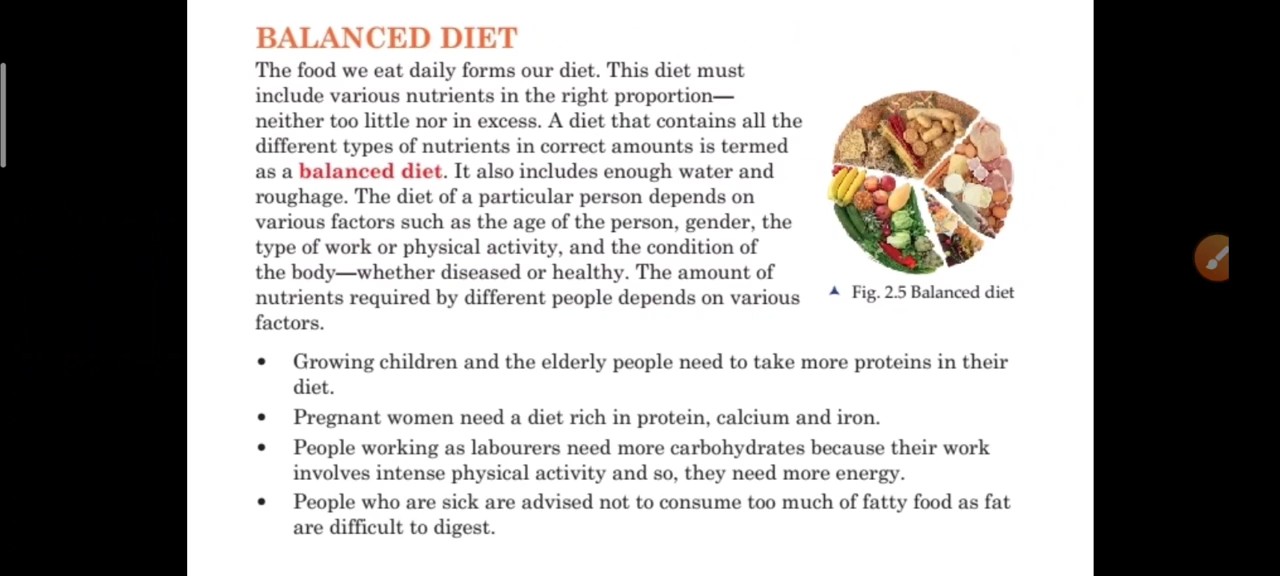 BALANCED DIET
The food we eat daily forms our diet. This diet must
include various nutrients in the right proportion—
neither too little nor in excess. A diet that contains all the
different types of nutrients in correct amounts is termed
as a balanced diet. It also includes enough water and
roughage. The diet of a particular person depends on
various factors such as the age of the person, gender, the
type of work or physical activity, and the condition of
the body—whether diseased or healthy. The amount of
nutrients required by different people depends on various
factors.
▲ Fig. 2.5 Balanced diet
• Growing children and the elderly people need to take more proteins in their
diet.
• Pregnant women need a diet rich in protein, calcium and iron.
• People working as labourers need more carbohydrates because their work
involves intense physical activity and so, they need more energy.
• People who are sick are advised not to consume too much of fatty food as fat
are difficult to digest.